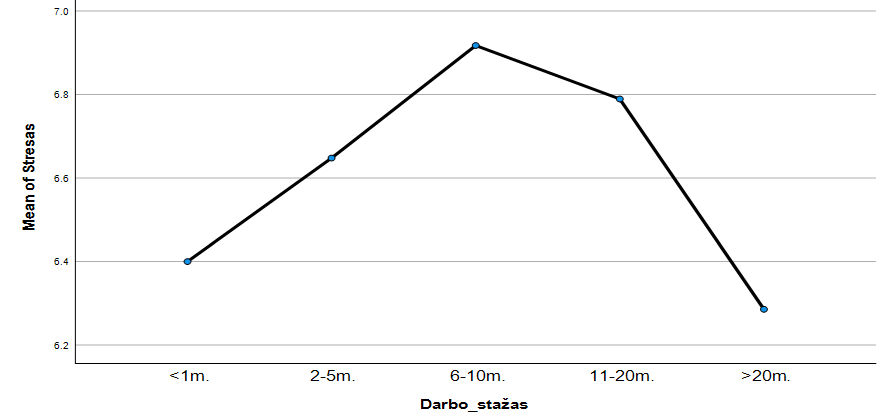 7.0
6.8
6.6
6.4
6.2
Mean of Stresas
<1m.
2-5m.
6-10m.
11-20m.
>20m.
Darbo_stažas